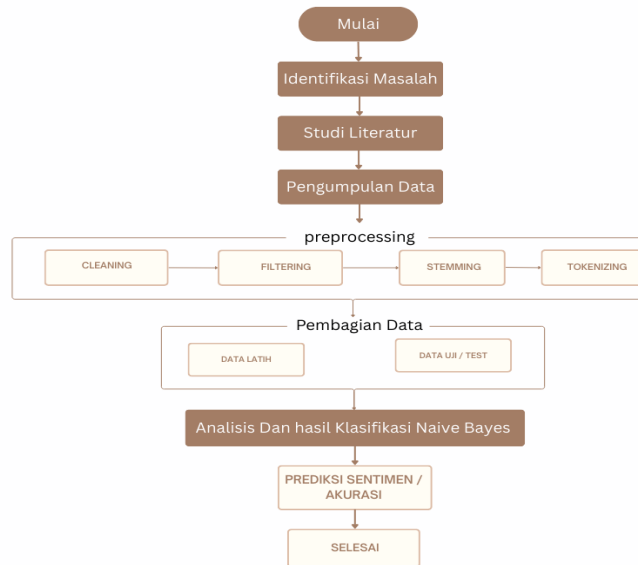 Mulai
Identifikasi Masalah
Studi Literatur
Pengumpulan Data
preprocessing
CLEANING
FILTERING
STEMMING
TOKENIZING
Pembagian Data
DATA LATIH
DATA UJI / TEST
Analisis Dan hasil Klasifikasi Naive Bayes
PREDIKSI SENTIMEN /
AKURASI
SELESAI